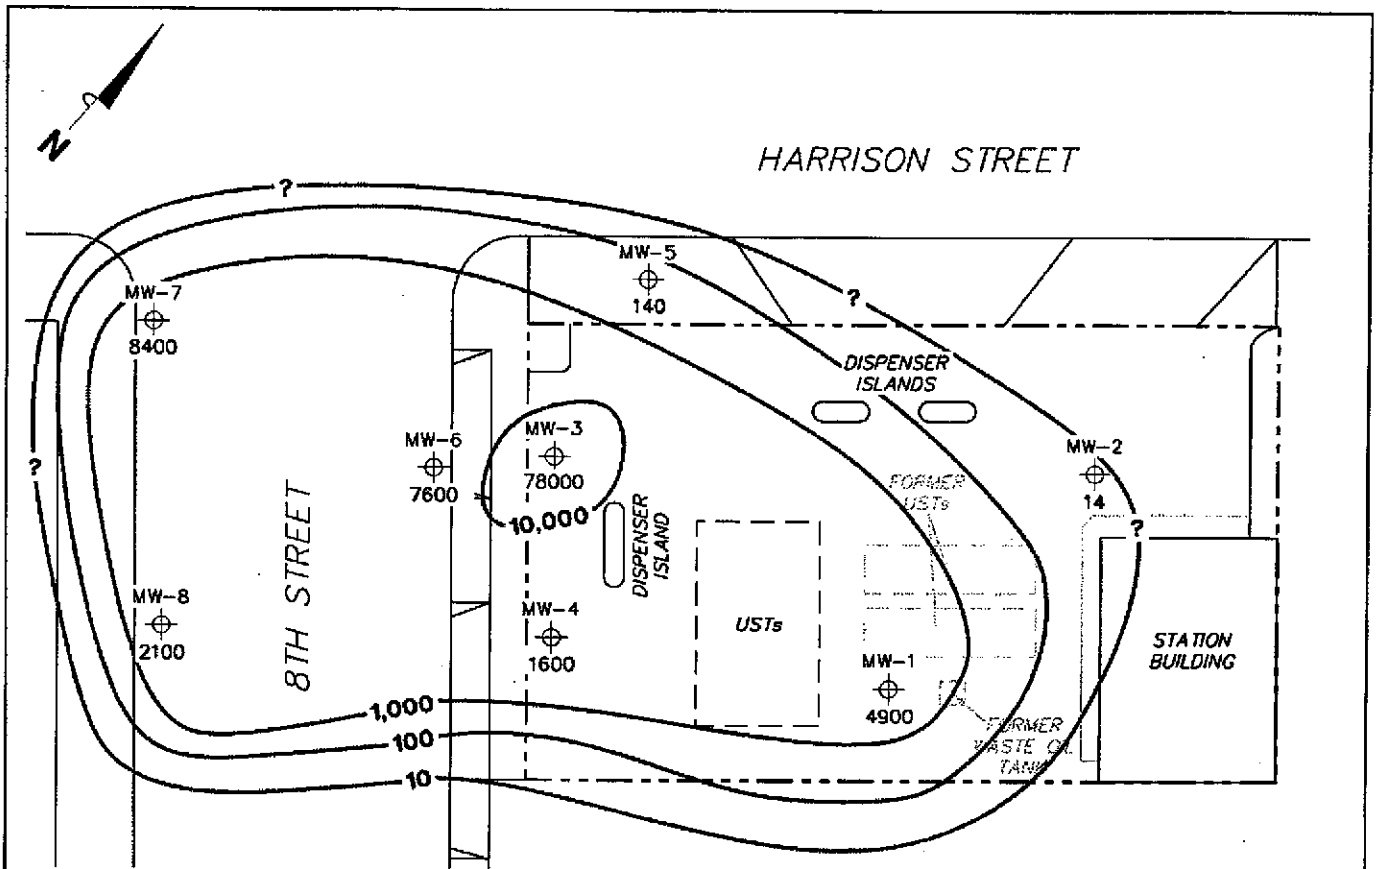 N
HARRISON STREET
?
MW-5
140
MW-7
8400
?
DISPENSER
ISLANDS
MW-6
7600
MW-3
78000
10,000
MW-2
14
?
?
FORMER
USTs
DISPENSER
ISLAND
8TH STREET
MW-8
2100
MW-4
1600
USTs
MW-1
4900
STATION
BUILDING
1,000
100
10
FORMER
WASTE OIL
TANK